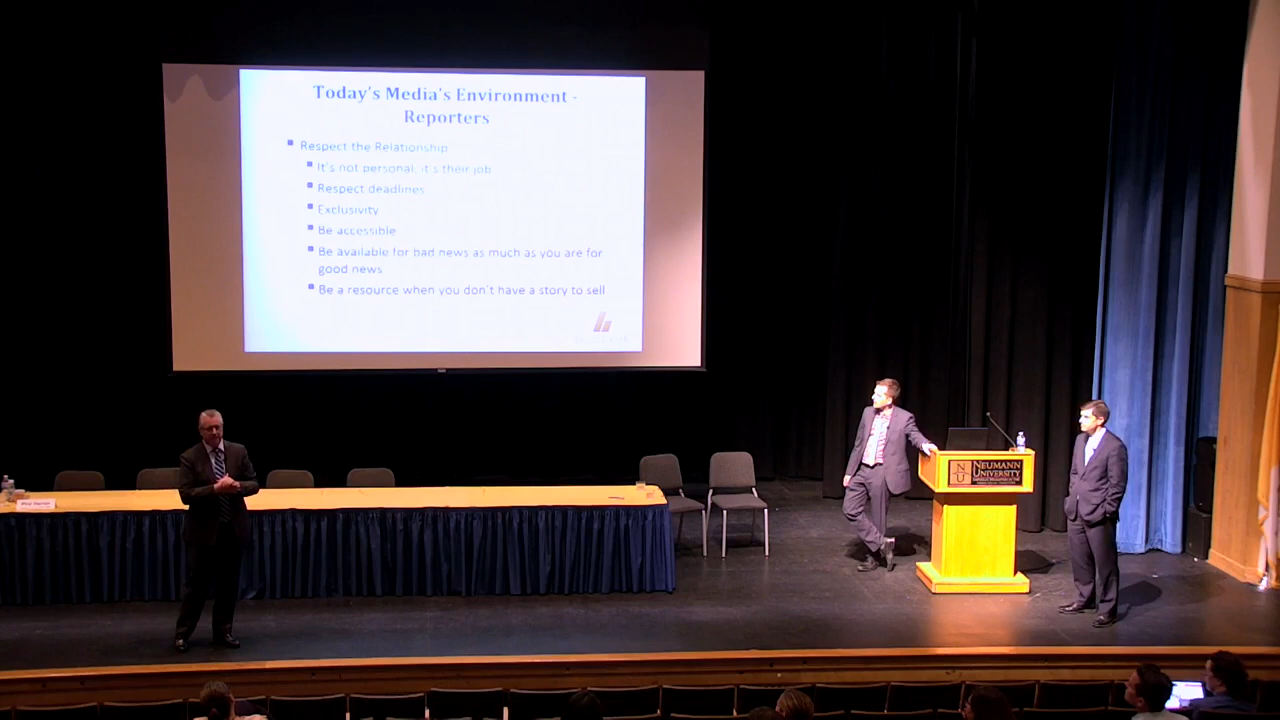 Today's Media's Environment -
Reporters
Respect the Relationship
It's not personal, it's their job
Respect deadlines
Exclusivity
Be accessible
Be available for bad news as much as you are for
good news
Be a resource when you don't have a story to sell
NEUMANN
UNIVERSITY
N
U